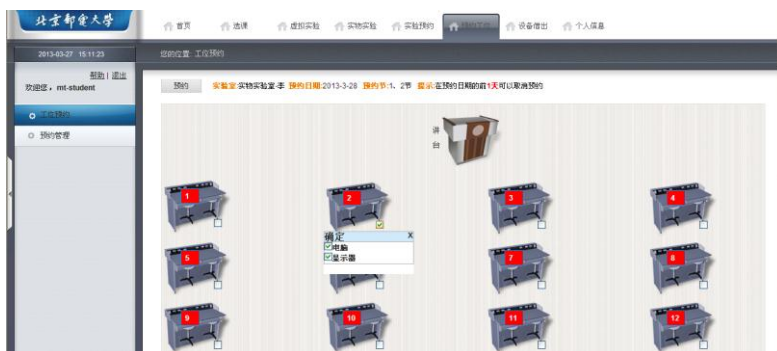 北京邮电大学
首页 选课 虚拟实验 实物实验 实验预约 预约工位 设备借出 个人信息
2013-03-27 15:11:23
您的位置: 工位预约
帮助 | 退出
欢迎您，mt-student
工位预约
预约管理
预约 实验室:实物实验室-李 预约日期:2013-3-28 预约节:1、2节 提示:在预约日期的前1天可以取消预约
讲台
1 2 3 4
确定 X
电脑
显示器
5 7 8
9 10 11 12